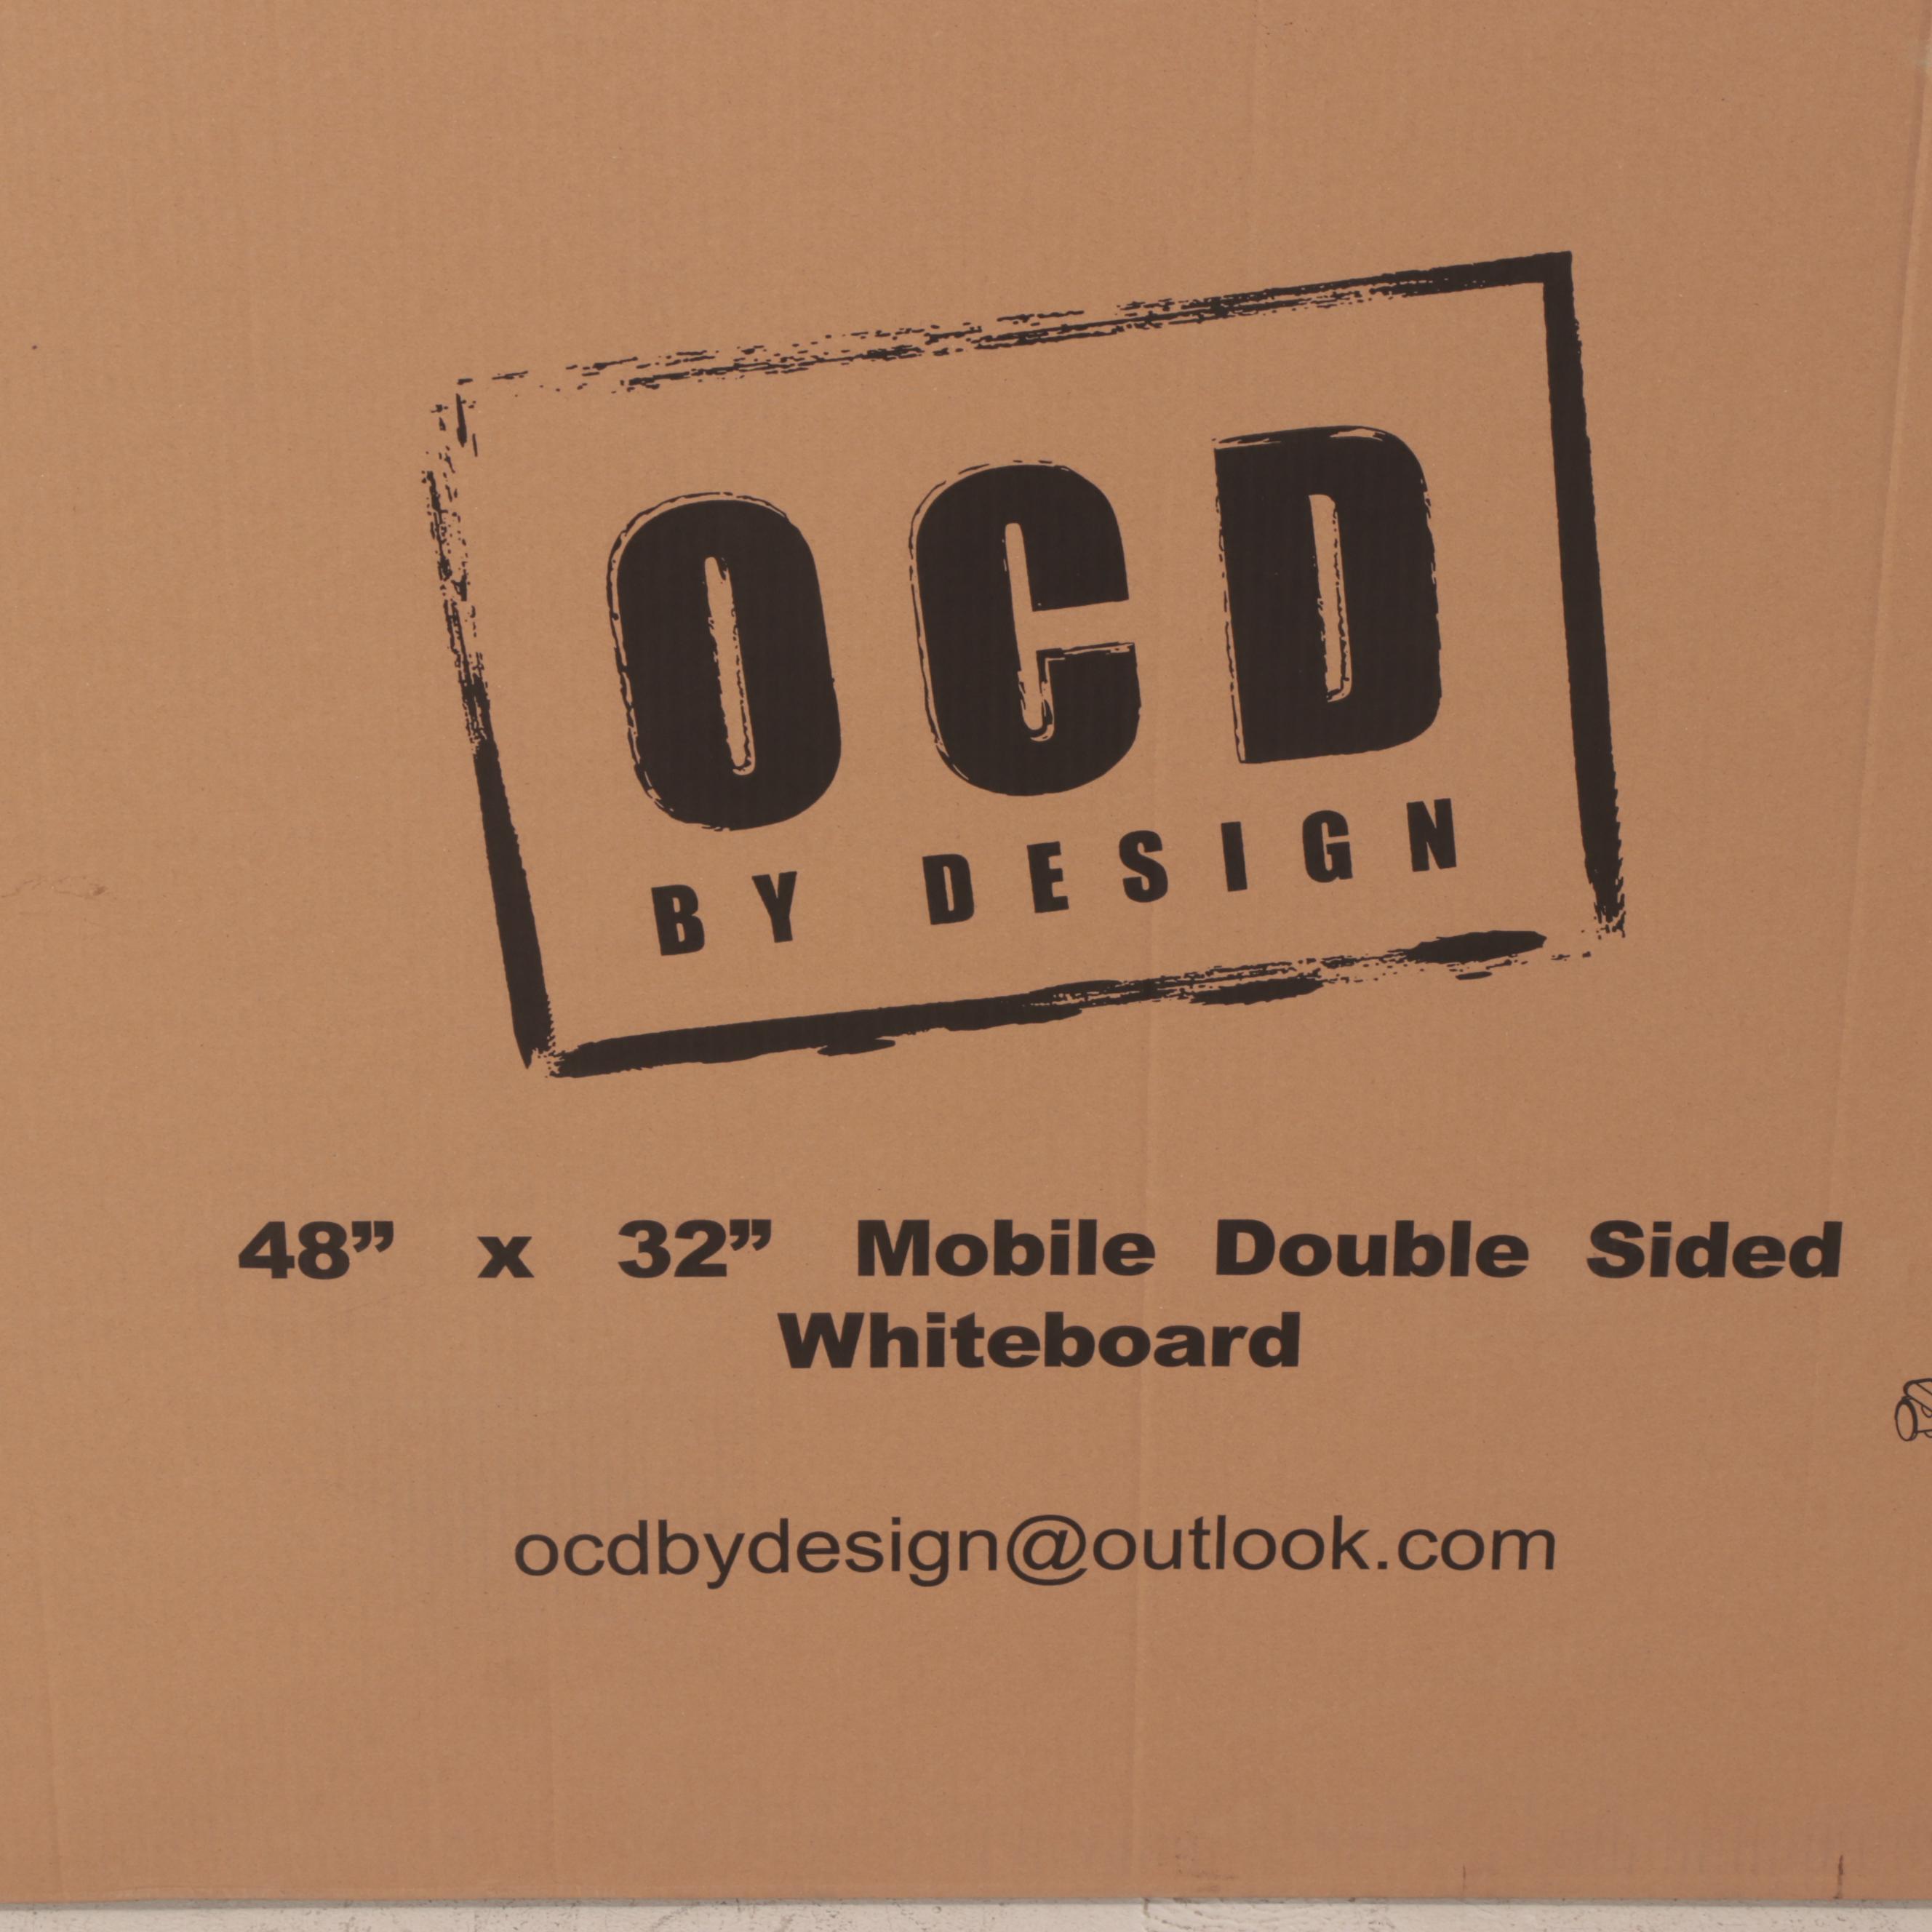 OCD
BY DESIGN
48” x 32” Mobile Double Sided
Whiteboard
ocdbydesign@outlook.com